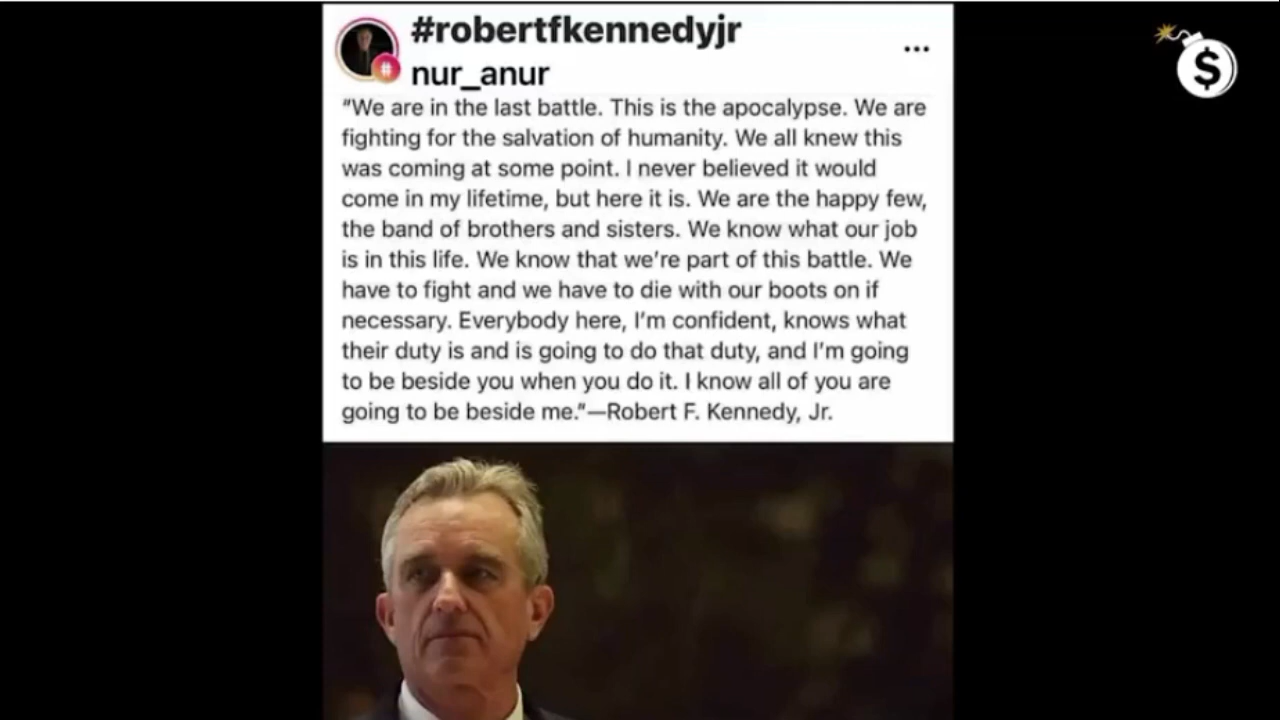 #robertfkennedyjr
nur_anur
"We are in the last battle. This is the apocalypse. We are
fighting for the salvation of humanity. We all knew this
was coming at some point. I never believed it would
come in my lifetime, but here it is. We are the happy few,
the band of brothers and sisters. We know what our job
is in this life. We know that we're part of this battle. We
have to fight and we have to die with our boots on if
necessary. Everybody here, I'm confident, knows what
their duty is and is going to do that duty, and I'm going
to be beside you when you do it. I know all of you are
going to be beside me."—Robert F. Kennedy, Jr.
#
$